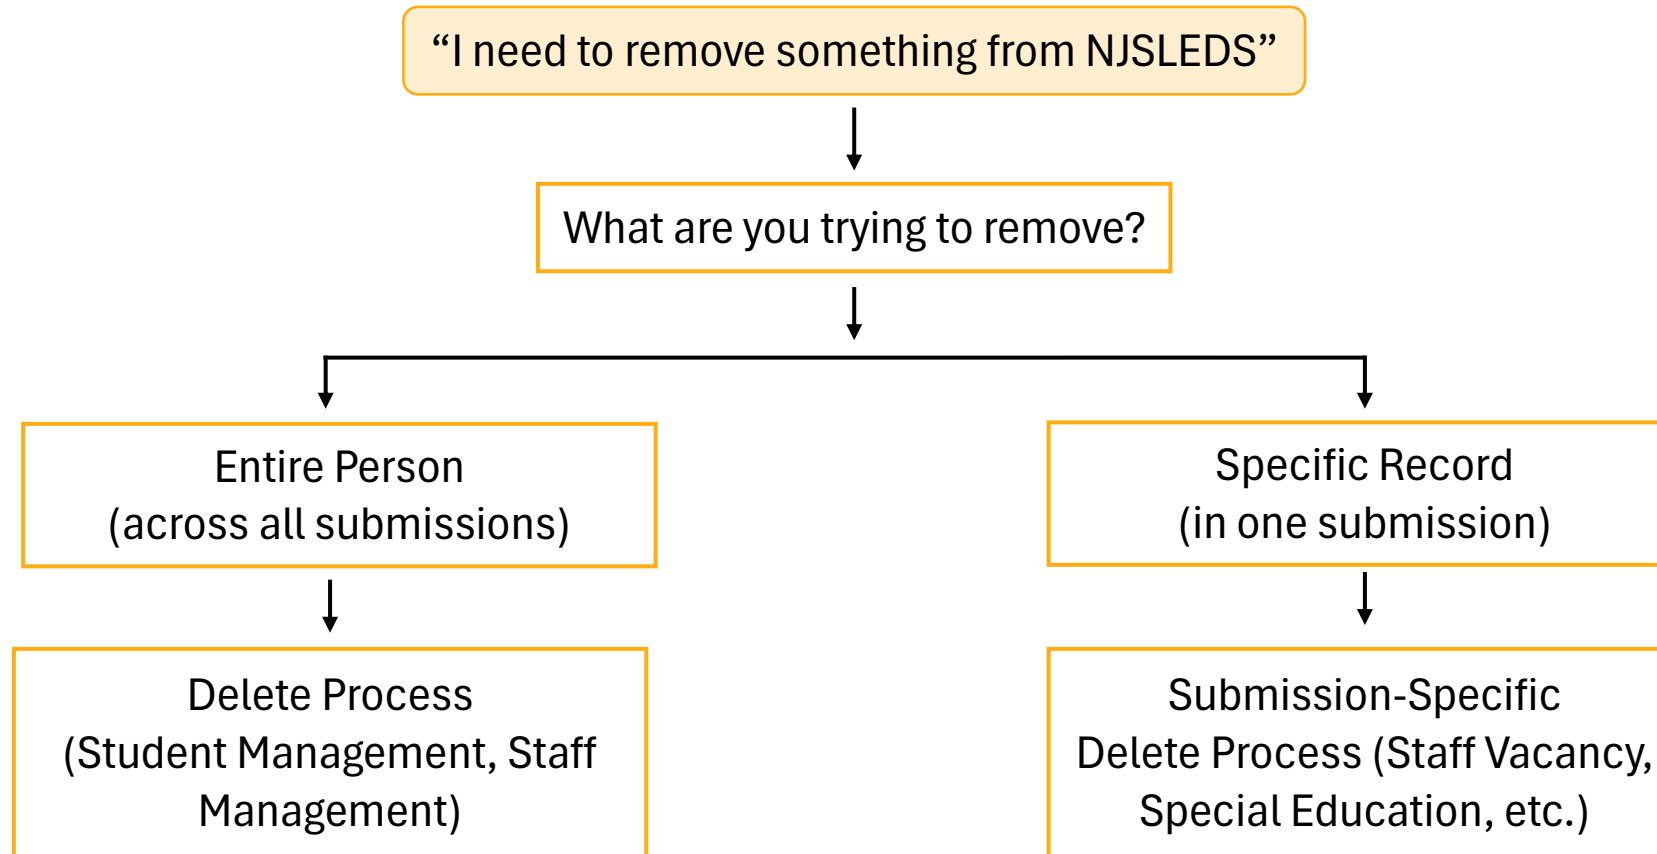 “I need to remove something from NJSLEDS”
What are you trying to remove?
Entire Person
(across all submissions)
Specific Record
(in one submission)
Delete Process
(Student Management, Staff
Management)
Submission-Specific
Delete Process (Staff Vacancy,
Special Education, etc.)